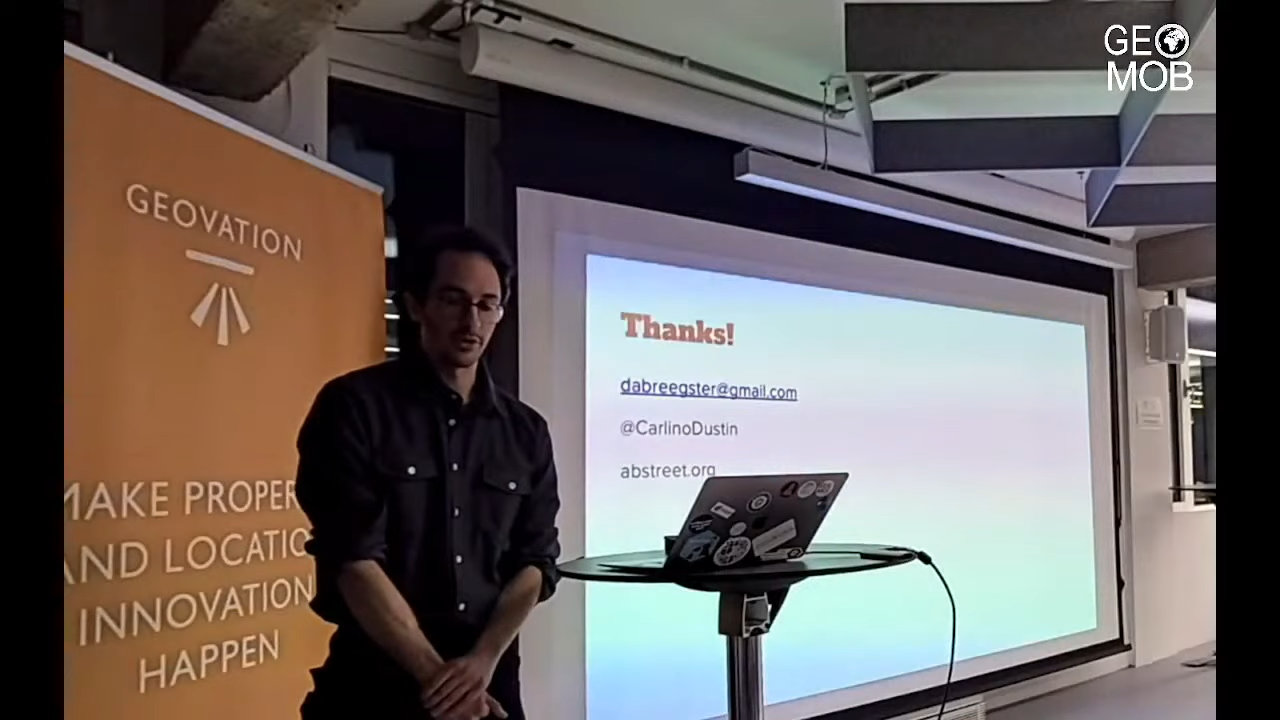 GEOVATION
MAKE PROPER
AND LOCATIO
INNOVATION
HAPPEN
Thanks!
dabreegster@gmail.com
@CarlinoDustin
abstreet.org
GEO
MOB